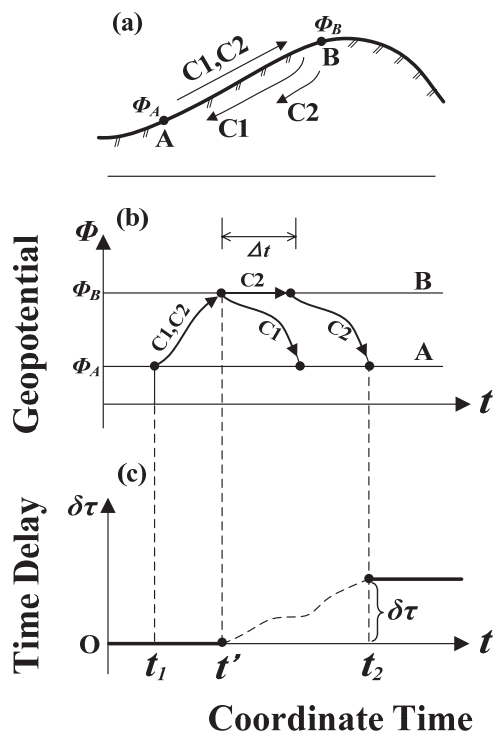 (a)
Φ_B
C1,C2
B
Φ_A
A
C1
C2
(b)
Φ
Δt
Geopotential
Φ_B
C2
B
C1,C2
C1
C2
Φ_A
A
t
(c)
δτ
Time Delay
δτ
O
t_1
t'
t_2
t
Coordinate Time